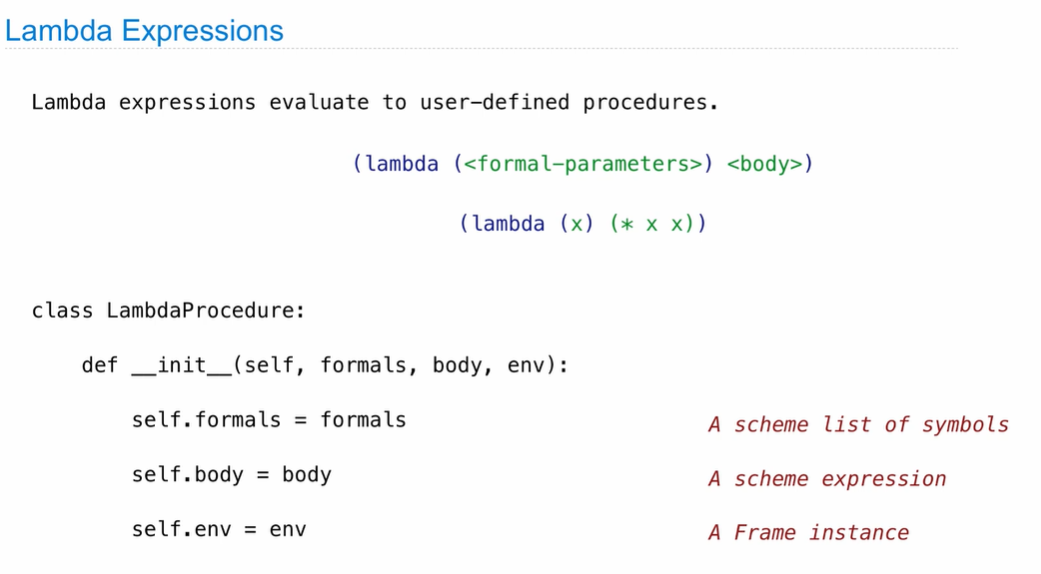 Lambda Expressions
Lambda expressions evaluate to user-defined procedures.
(lambda (<formal-parameters>) <body>)
(lambda (x) (* x x))
class LambdaProcedure:
def __init__(self, formals, body, env):
self.formals = formals A scheme list of symbols
self.body = body A scheme expression
self.env = env A Frame instance